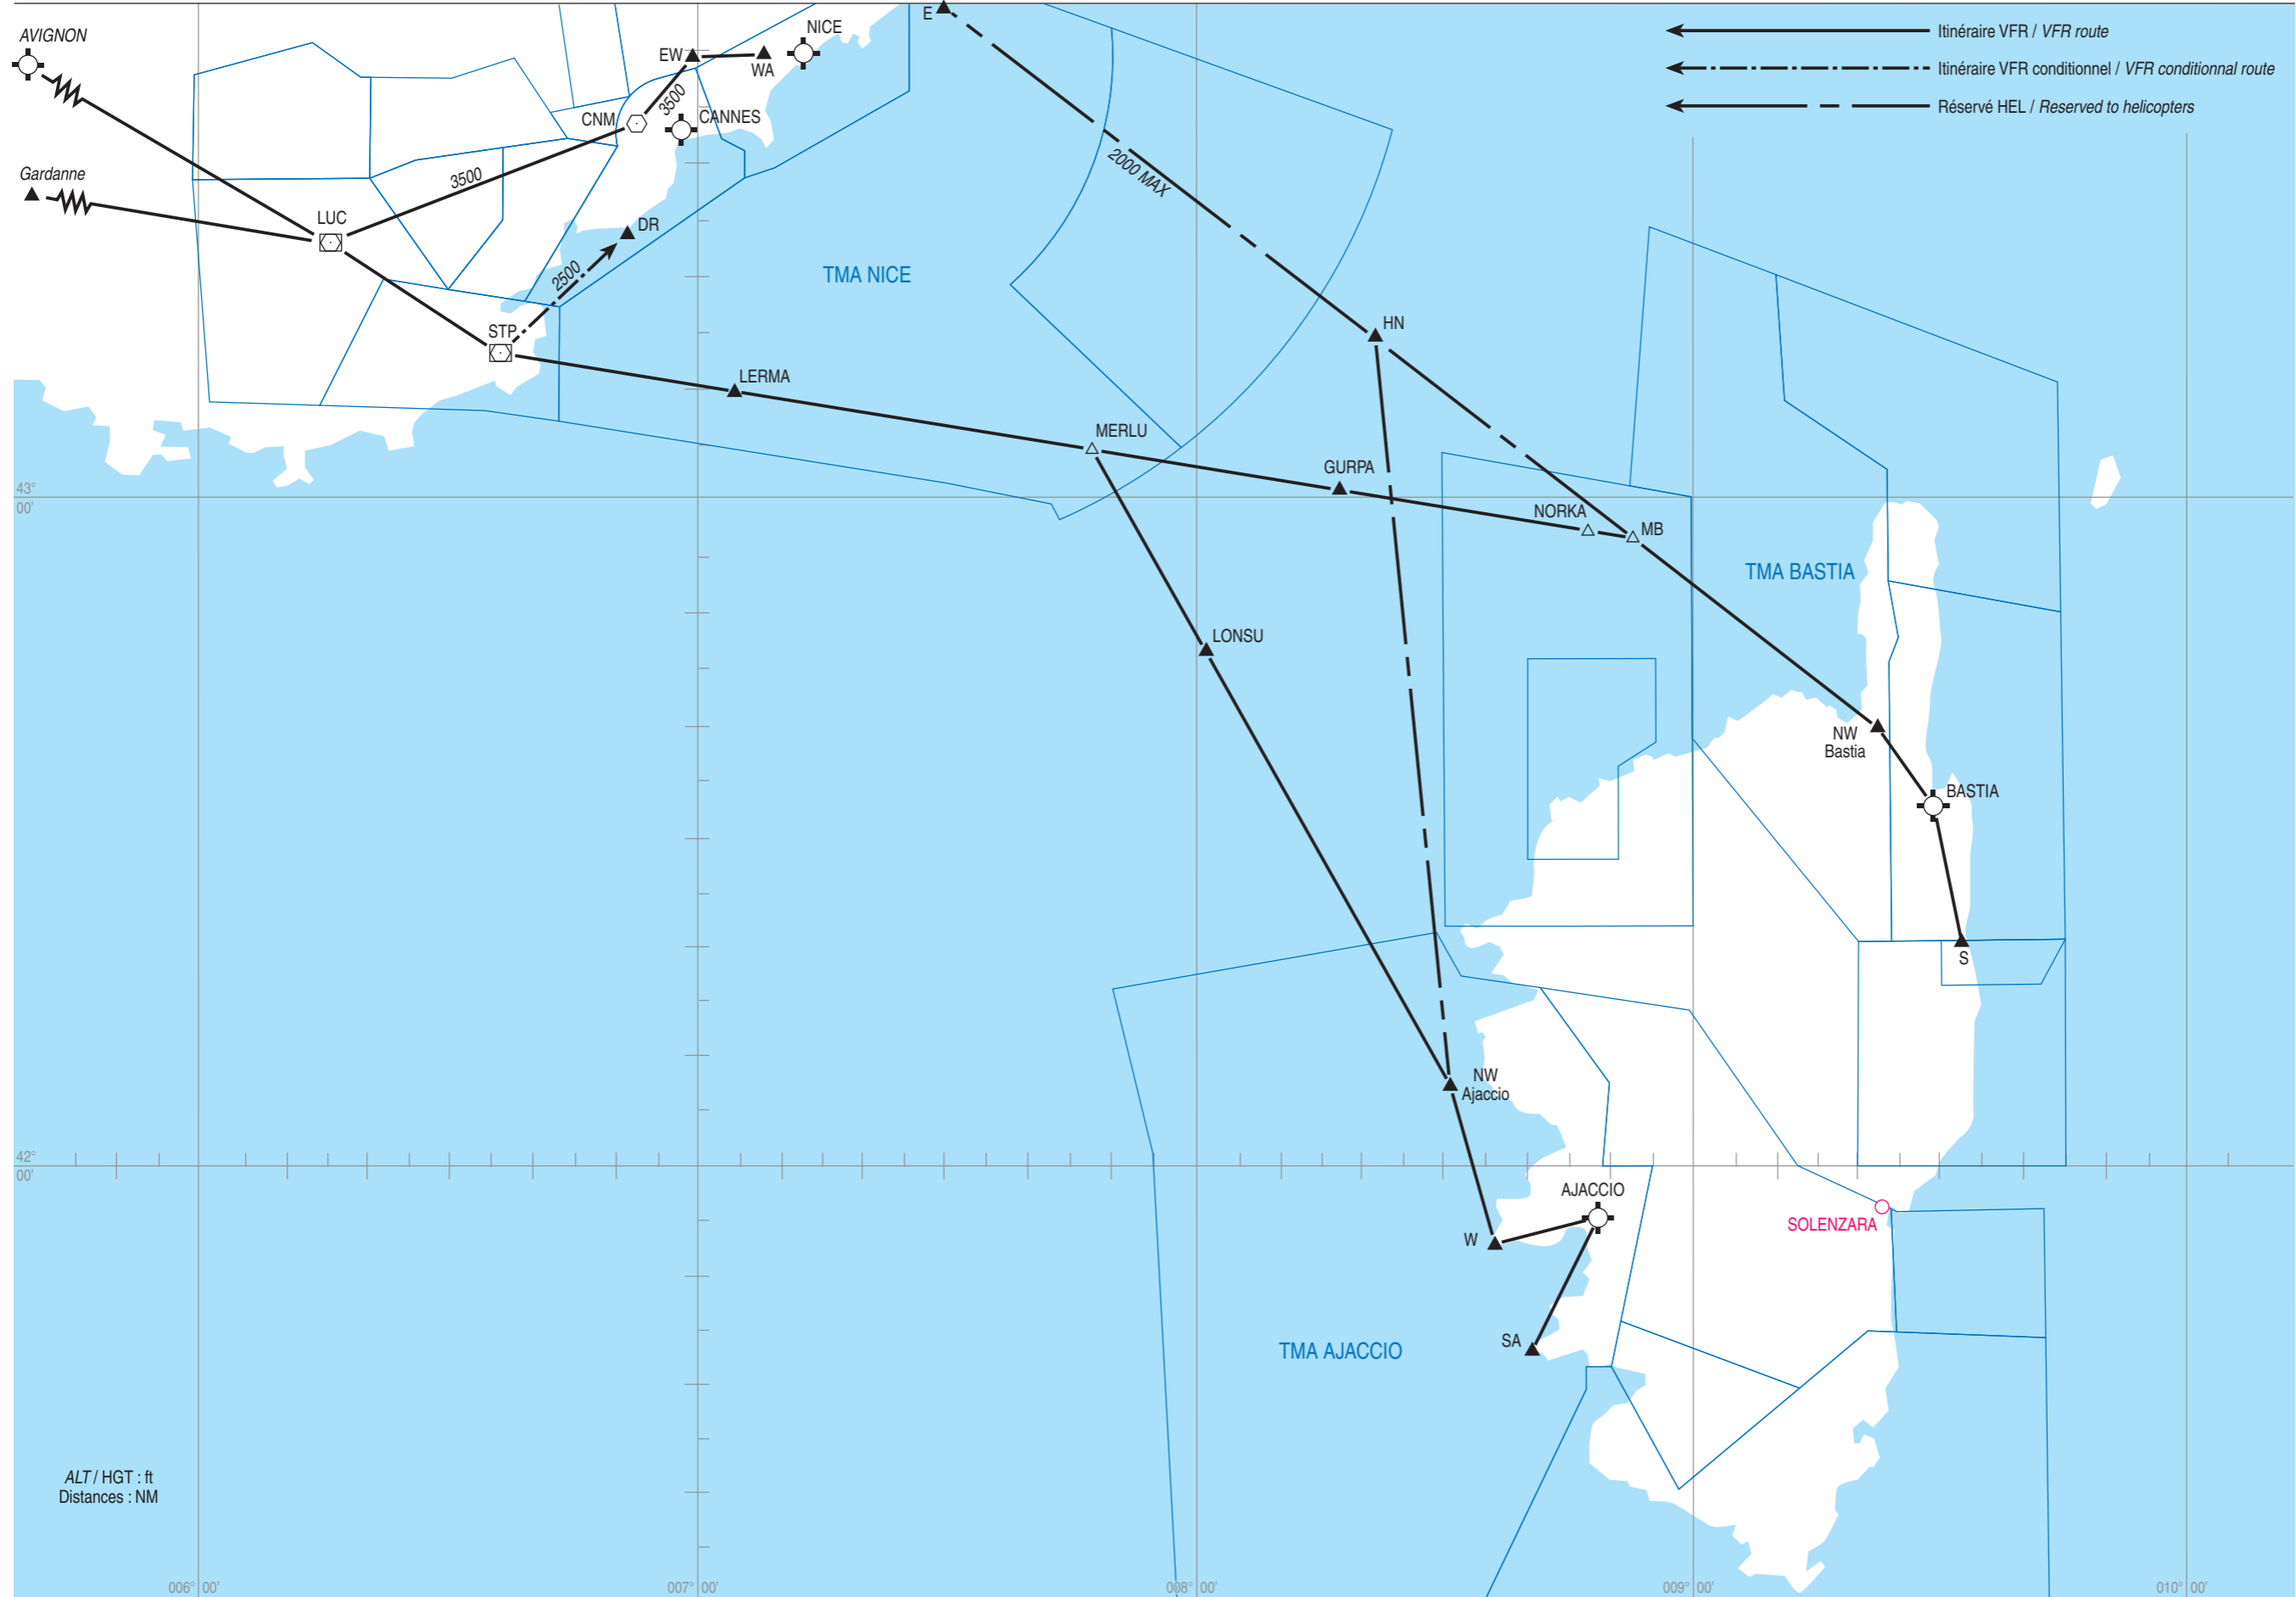 E
NICE
AVIGNON
Itinéraire VFR / VFR route
EW
WA
Itinéraire VFR conditionnel / VFR conditionnal route
3500
Réservé HEL / Reserved to helicopters
CNM
CANNES
2000 MAX
Gardanne
3500
LUC
DR
2500
TMA NICE
STP
HN
LERMA
MERLU
GURPA
43°
00'
NORKA
MB
TMA BASTIA
LONSU
NW
Bastia
BASTIA
S
NW
Ajaccio
42°
00'
AJACCIO
SOLENZARA
W
SA
TMA AJACCIO
ALT / HGT : ft
Distances : NM
006° 00'
007° 00'
008° 00'
009° 00'
010° 00'